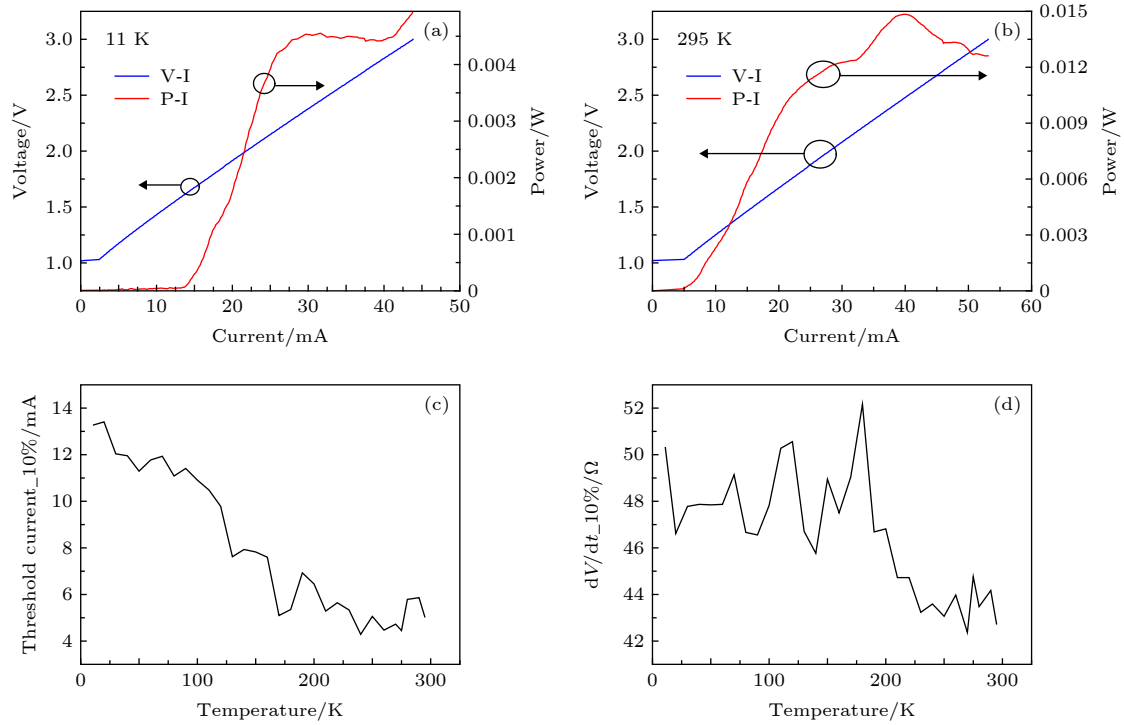 (a)
11 K
V-I
P-I
Voltage/V
3.0
2.5
2.0
1.5
1.0
Power/W
0.004
0.003
0.002
0.001
0
0 10 20 30 40 50
Current/mA
(b)
295 K
V-I
P-I
Voltage/V
3.0
2.5
2.0
1.5
1.0
Power/W
0.015
0.012
0.009
0.006
0.003
0
0 10 20 30 40 50 60
Current/mA
(c)
Threshold current_10%/mA
14
12
10
8
6
4
0 100 200 300
Temperature/K
(d)
dV/dt_10%/Ω
52
50
48
46
44
42
0 100 200 300
Temperature/K